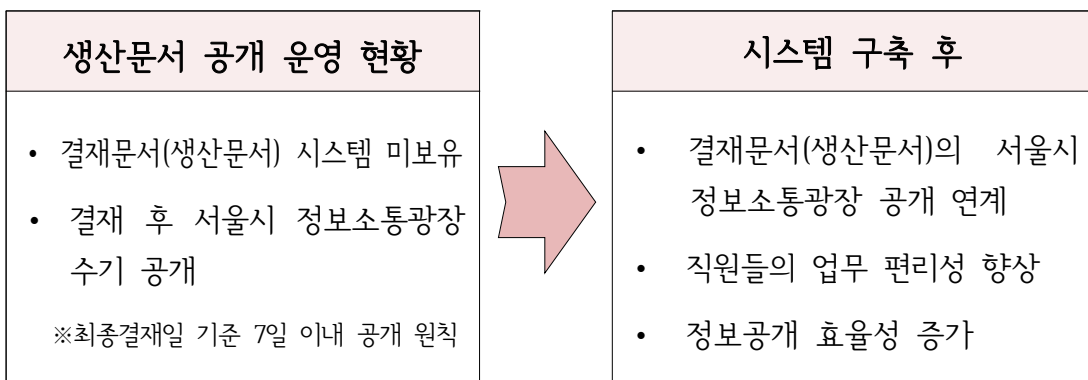 생산문서 공개 운영 현황
• 결재문서(생산문서) 시스템 미보유
• 결재 후 서울시 정보소통광장
수기 공개
※최종결재일 기준 7일 이내 공개 원칙
시스템 구축 후
• 결재문서(생산문서)의 서울시
정보소통광장 공개 연계
• 직원들의 업무 편리성 향상
• 정보공개 효율성 증가